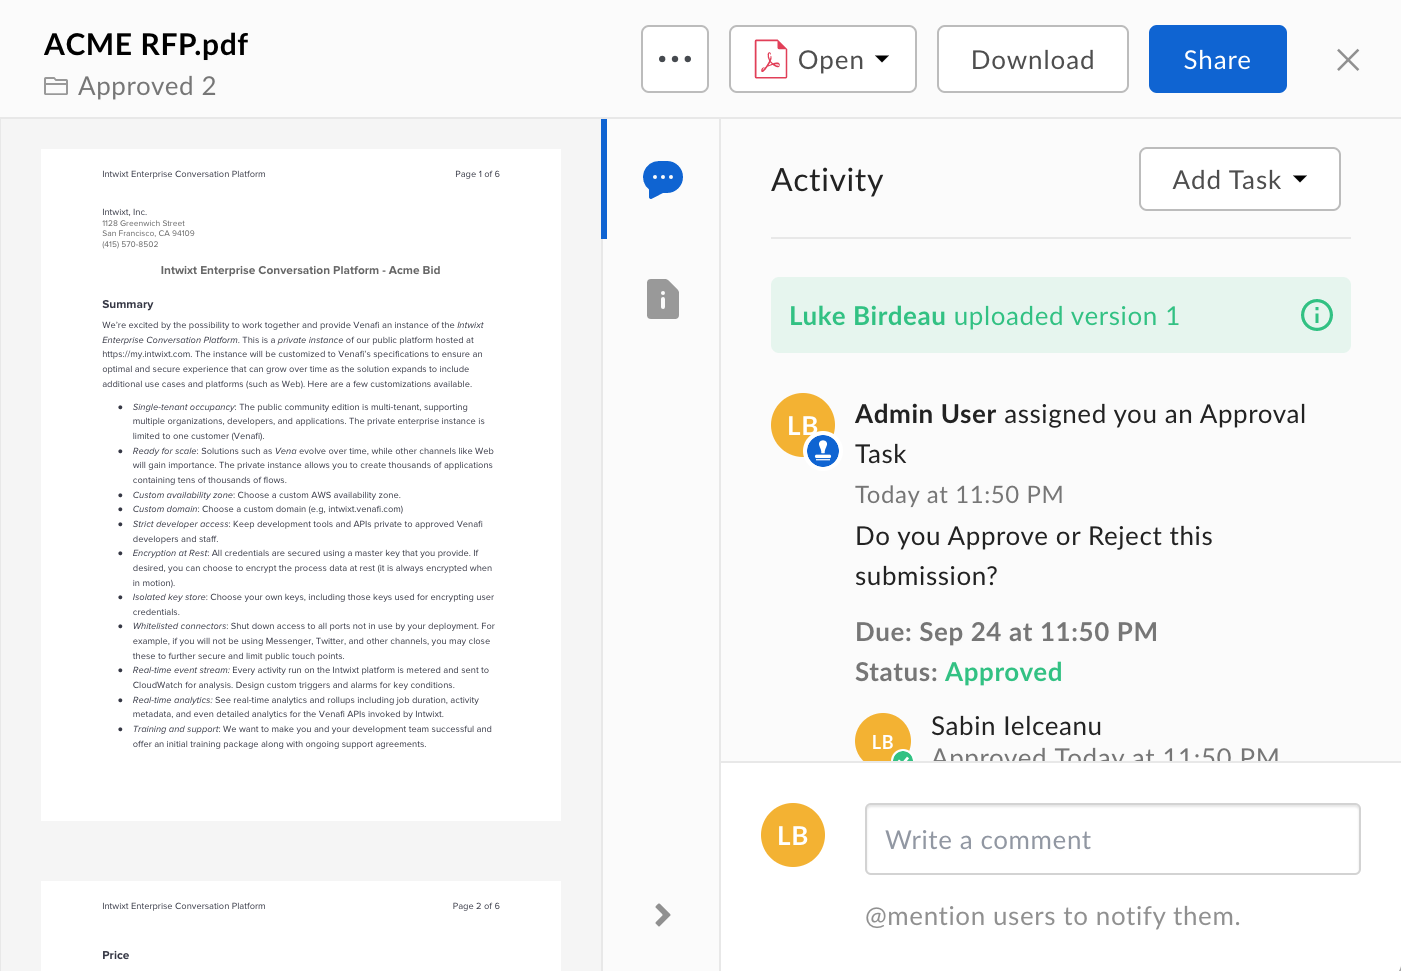 ACME RFP.pdf
Approved 2
Open
Download
Share
Intwixt Enterprise Conversation Platform
Page 1 of 6
Intwixt, Inc.
1128 Greenwich Street
San Francisco, CA 94109
(415) 570-8502
Intwixt Enterprise Conversation Platform - Acme Bid
Summary
We're excited by the possibility to work together and provide Venafi an instance of the Intwixt
Enterprise Conversation Platform. This is a private instance of our public platform hosted at
https://my.intwixt.com. The instance will be customized to Venafi's specifications to ensure an
optimal and secure experience that can grow over time as the solution expands to include
additional use cases and platforms (such as Web). Here are a few customizations available.
● Single-tenant occupancy: The public community edition is multi-tenant, supporting
multiple organizations, developers, and applications. The private enterprise instance is
limited to one customer (Venafi).
● Ready for scale: Solutions such as Vena evolve over time, while other channels like Web
will gain importance. The private instance allows you to create thousands of applications
containing tens of thousands of flows.
● Custom availability zone: Choose a custom AWS availability zone.
● Custom domain: Choose a custom domain (e.g, intwixt.venafi.com)
● Strict developer access: Keep development tools and APIs private to approved Venafi
developers and staff.
● Encryption at Rest: All credentials are secured using a master key that you provide. If
desired, you can choose to encrypt the process data at rest (it is always encrypted when
in motion).
● Isolated key store: Choose your own keys, including those keys used for encrypting user
credentials.
● Whitelisted connectors: Shut down access to all ports not in use by your deployment. For
example, if you will not be using Messenger, Twitter, and other channels, you may close
these to further secure and limit public touch points.
● Real-time event stream: Every activity run on the Intwixt platform is metered and sent to
CloudWatch for analysis. Design custom triggers and alarms for key conditions.
● Real-time analytics: See real-time analytics and rollups including job duration, activity
metadata, and even detailed analytics for the Venafi APIs invoked by Intwixt.
● Training and support: We want to make you and your development team successful and
offer an initial training package along with ongoing support agreements.
Intwixt Enterprise Conversation Platform
Page 2 of 6
Price
Activity
Add Task
Luke Birdeau uploaded version 1
LB
Admin User assigned you an Approval
Task
Today at 11:50 PM
Do you Approve or Reject this
submission?
Due: Sep 24 at 11:50 PM
Status: Approved
LB
Sabin Ielceanu
Approved Today at 11:50 PM
LB
Write a comment
@mention users to notify them.